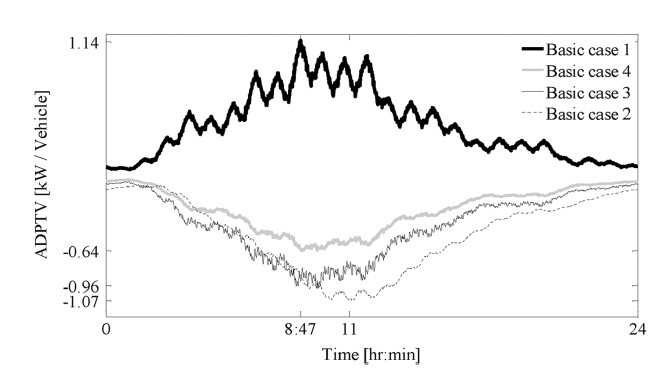 1.14
Basic case 1
Basic case 4
Basic case 3
Basic case 2
ADPTV [kW / Vehicle]
-0.64
-0.96
-1.07
0 8:47 11 24
Time [hr:min]